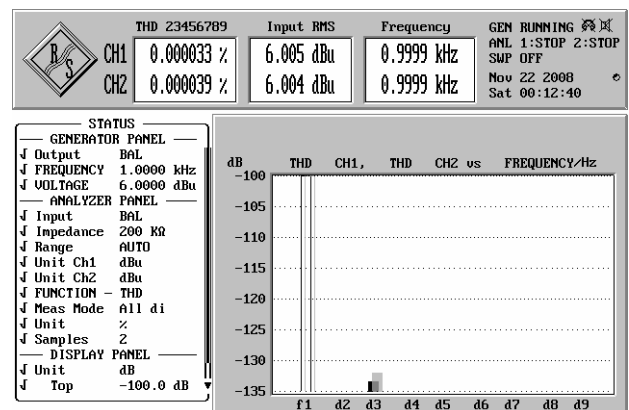 THD 23456789 Input RMS Frequency
R&S
CH1 0.000033 % 6.005 dBu 0.9999 kHz
CH2 0.000039 % 6.004 dBu 0.9999 kHz
GEN RUNNING
ANL 1:STOP 2:STOP
SWP OFF
Nov 22 2008
Sat 00:12:40
STATUS
GENERATOR PANEL
Output BAL
FREQUENCY 1.0000 kHz
VOLTAGE 6.0000 dBu
ANALYZER PANEL
Input BAL
Impedance 200 KΩ
Range AUTO
Unit Ch1 dBu
Unit Ch2 dBu
FUNCTION - THD
Meas Mode All di
Unit %
Samples 2
DISPLAY PANEL
Unit dB
Top -100.0 dB
dB THD CH1, THD CH2 vs FREQUENCY/Hz
-100
-105
-110
-115
-120
-125
-130
-135
f1 d2 d3 d4 d5 d6 d7 d8 d9